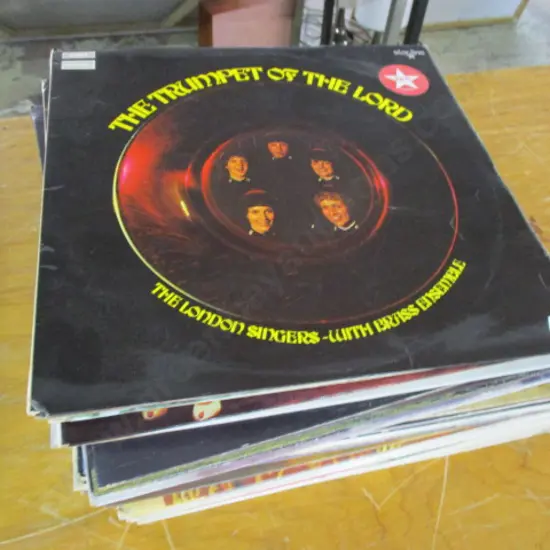 THE TRUMPET OF THE LORD
THE LONDON SINGERS - WITH BRASS ENSEMBLE